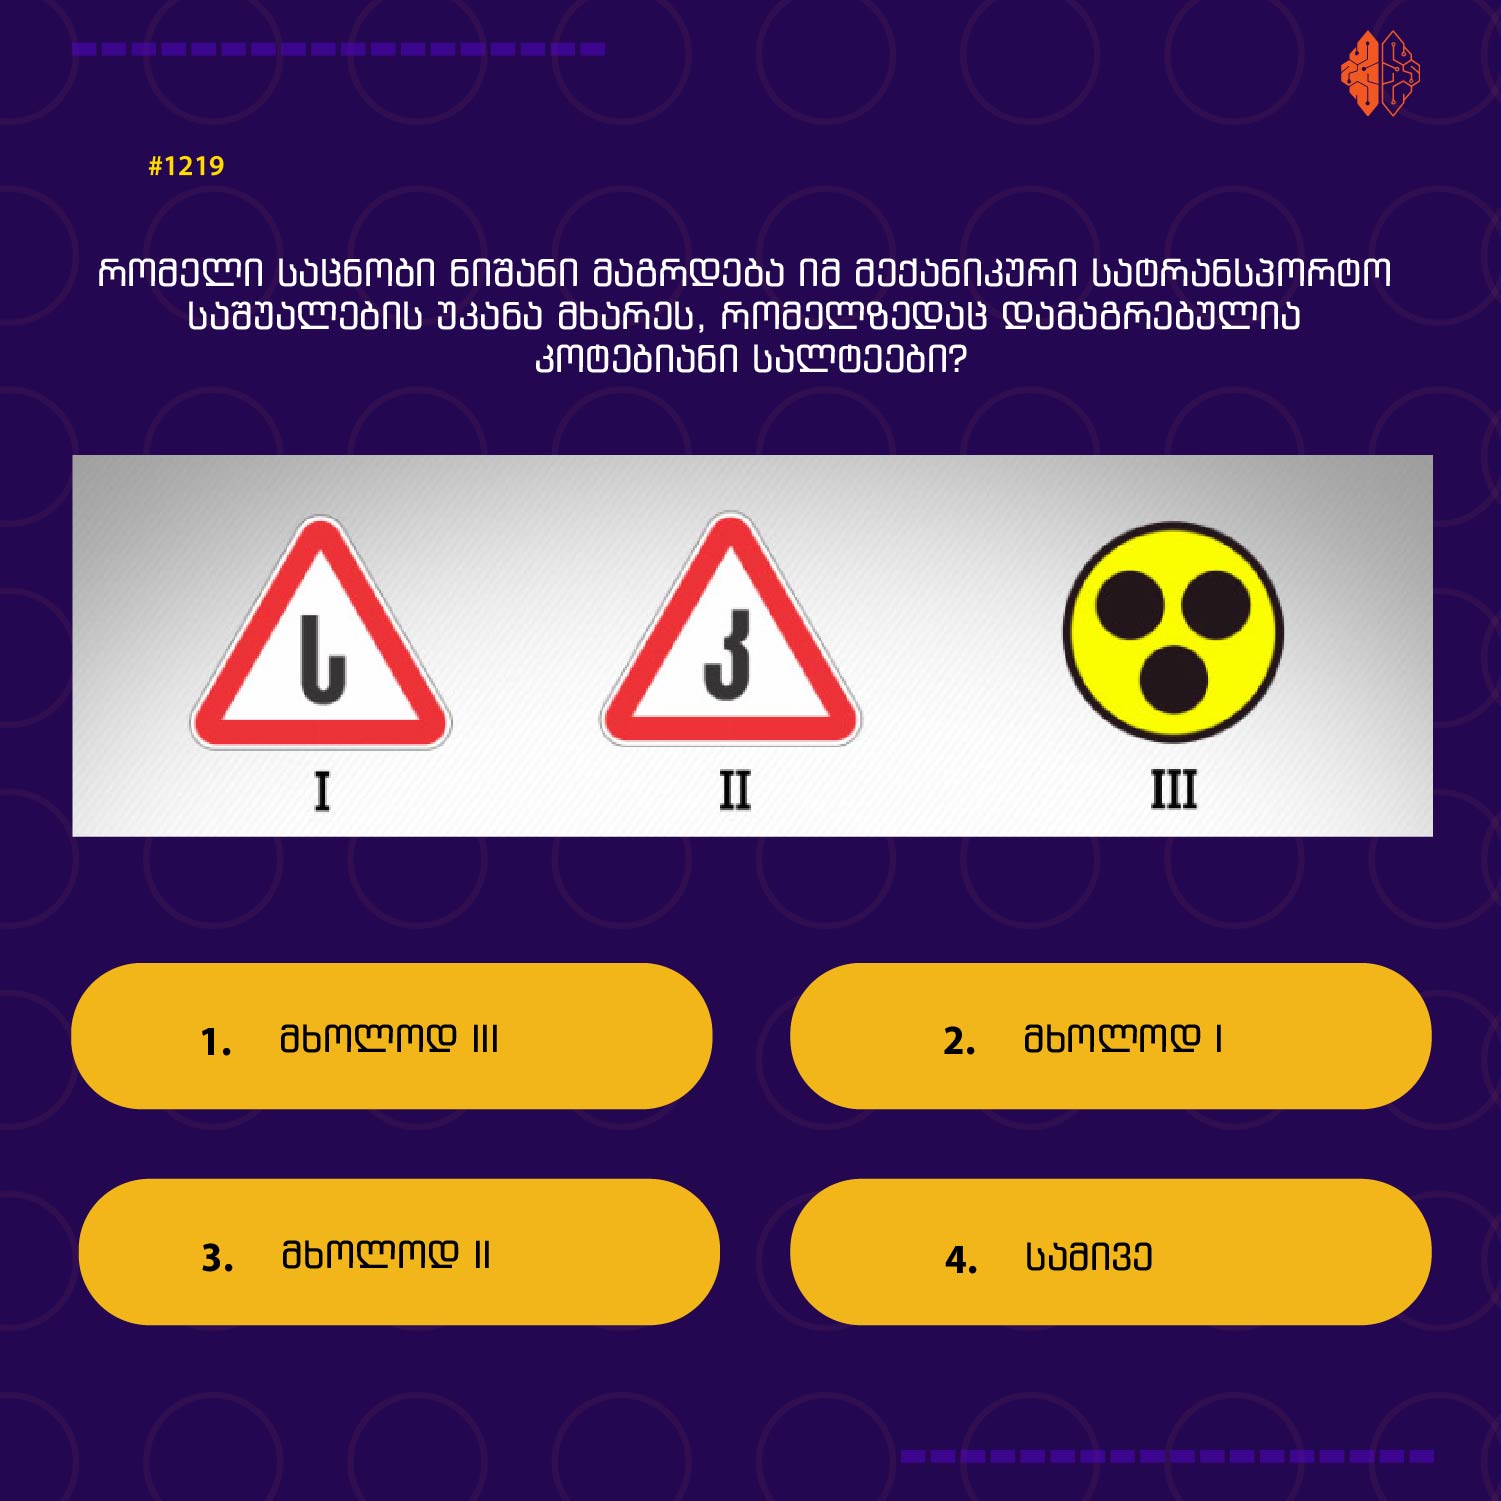 #1219
რომელი საცნობი ნიშანი მაგრდება იმ მექანიკური სატრანსპორტო
საშუალების უკანა მხარეს, რომელზედაც დამაგრებულია
კოტებიანი სალტეები?
ს
კ
I
II
III
1. მხოლოდ III
2. მხოლოდ I
3. მხოლოდ II
4. სამივე